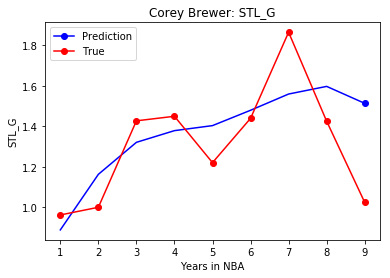 Corey Brewer: STL_G
Prediction
True
STL_G
1.8
1.6
1.4
1.2
1.0
1 2 3 4 5 6 7 8 9
Years in NBA